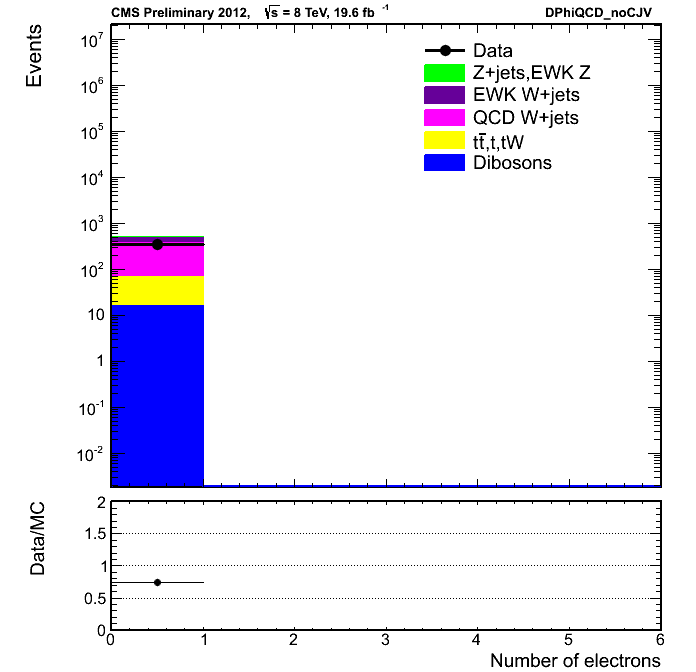 CMS Preliminary 2012, √s = 8 TeV, 19.6 fb⁻¹ DPhiQCD_noCJV
Events
10⁷
10⁶
10⁵
10⁴
10³
10²
10
1
10⁻¹
10⁻²
Data
Z+jets,EWK Z
EWK W+jets
QCD W+jets
tt̄,t,tW
Dibosons
Data/MC
2
1.5
1
0.5
0
0 1 2 3 4 5 6
Number of electrons